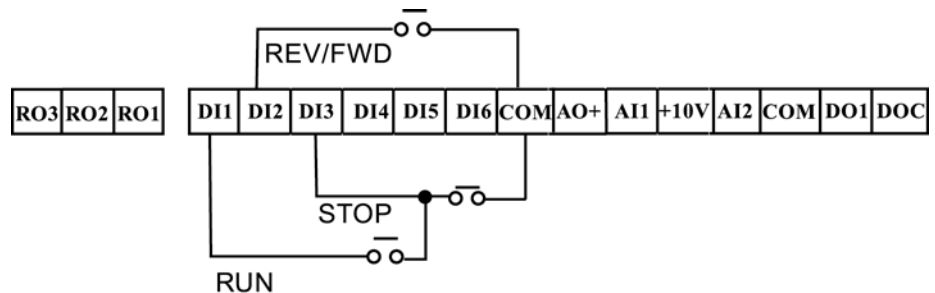 REV/FWD
RO3 RO2 RO1 DI1 DI2 DI3 DI4 DI5 DI6 COM AO+ AI1 +10V AI2 COM DO1 DOC
STOP
RUN